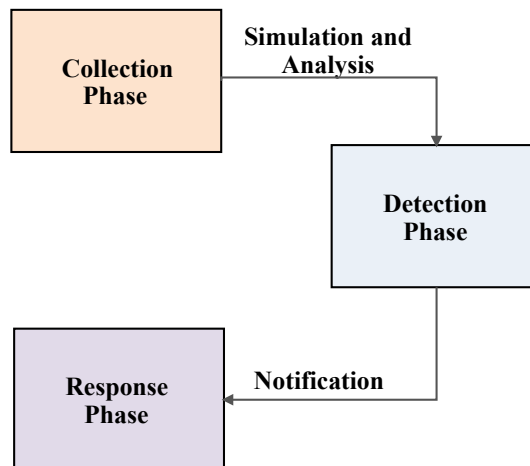 Simulation and
Analysis
Collection
Phase
Detection
Phase
Notification
Response
Phase